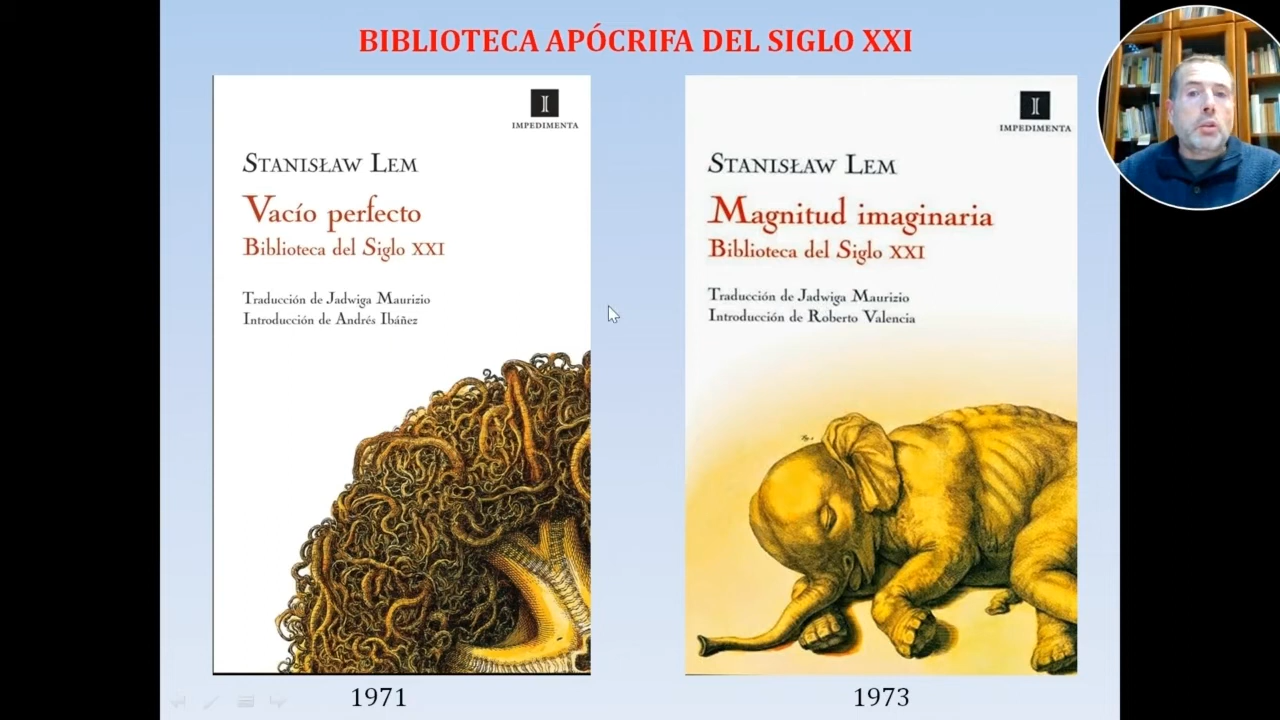 BIBLIOTECA APÓCRIFA DEL SIGLO XXI
IMPEDIMENTA
STANISŁAW LEM
Vacío perfecto
Biblioteca del Siglo XXI
Traducción de Jadwiga Maurizio
Introducción de Andrés Ibáñez
1971
IMPEDIMENTA
STANISŁAW LEM
Magnitud imaginaria
Biblioteca del Siglo XXI
Traducción de Jadwiga Maurizio
Introducción de Roberto Valencia
1973